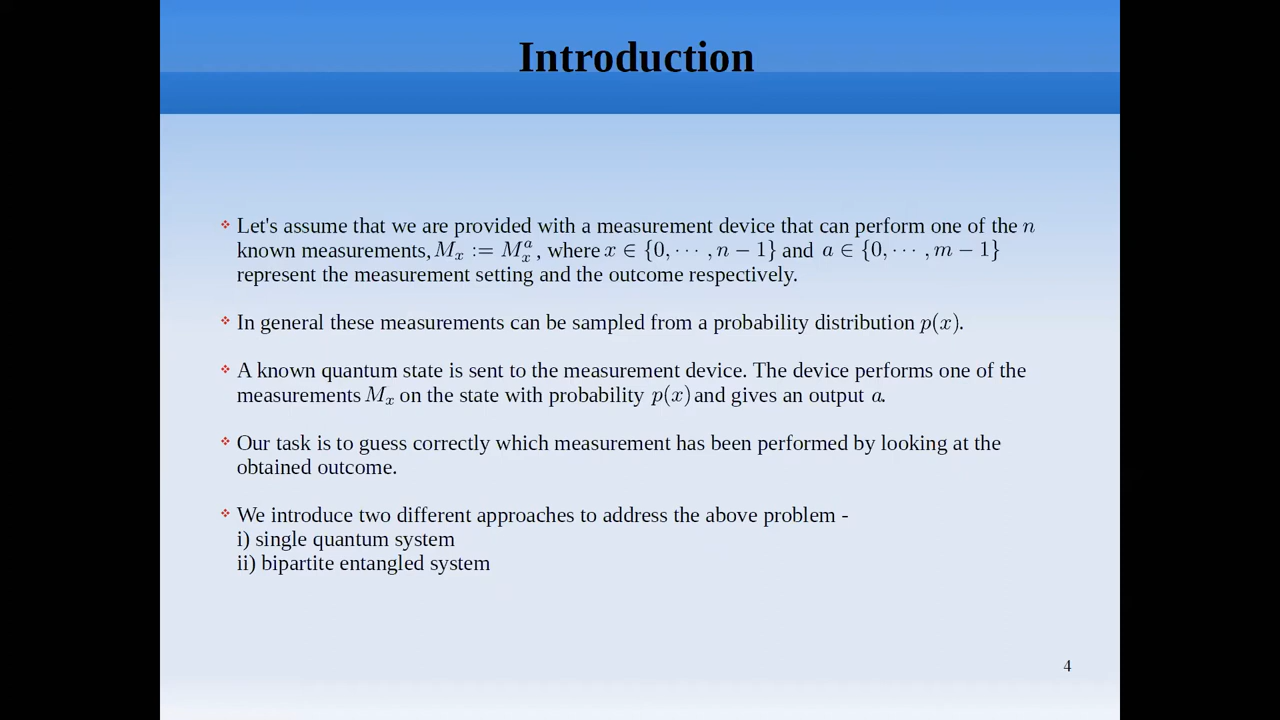 Introduction
❖ Let's assume that we are provided with a measurement device that can perform one of the n
known measurements, Mₓ := Mₓᵃ , where x ∈ {0, ··· , n − 1} and a ∈ {0, ··· , m − 1}
represent the measurement setting and the outcome respectively.
❖ In general these measurements can be sampled from a probability distribution p(x).
❖ A known quantum state is sent to the measurement device. The device performs one of the
measurements Mₓ on the state with probability p(x) and gives an output a.
❖ Our task is to guess correctly which measurement has been performed by looking at the
obtained outcome.
❖ We introduce two different approaches to address the above problem -
i) single quantum system
ii) bipartite entangled system
4